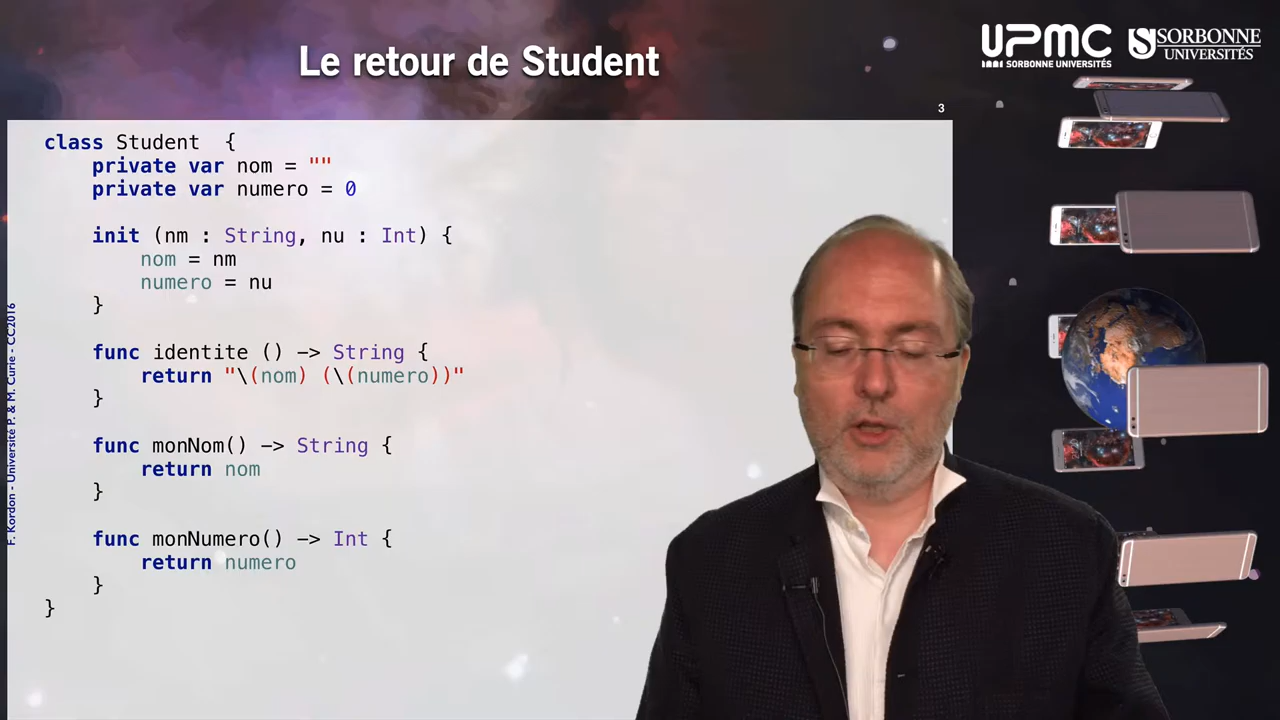 Le retour de Student
UPMC
SORBONNE UNIVERSITÉS
SORBONNE
UNIVERSITÉS
3
class Student  {
    private var nom = ""
    private var numero = 0

    init (nm : String, nu : Int) {
        nom = nm
        numero = nu
    }

    func identite () -> String {
        return "\(nom) (\(numero))"
    }

    func monNom() -> String {
        return nom
    }

    func monNumero() -> Int {
        return numero
    }
}
F. Kordon - Université P. & M. Curie - CC2016